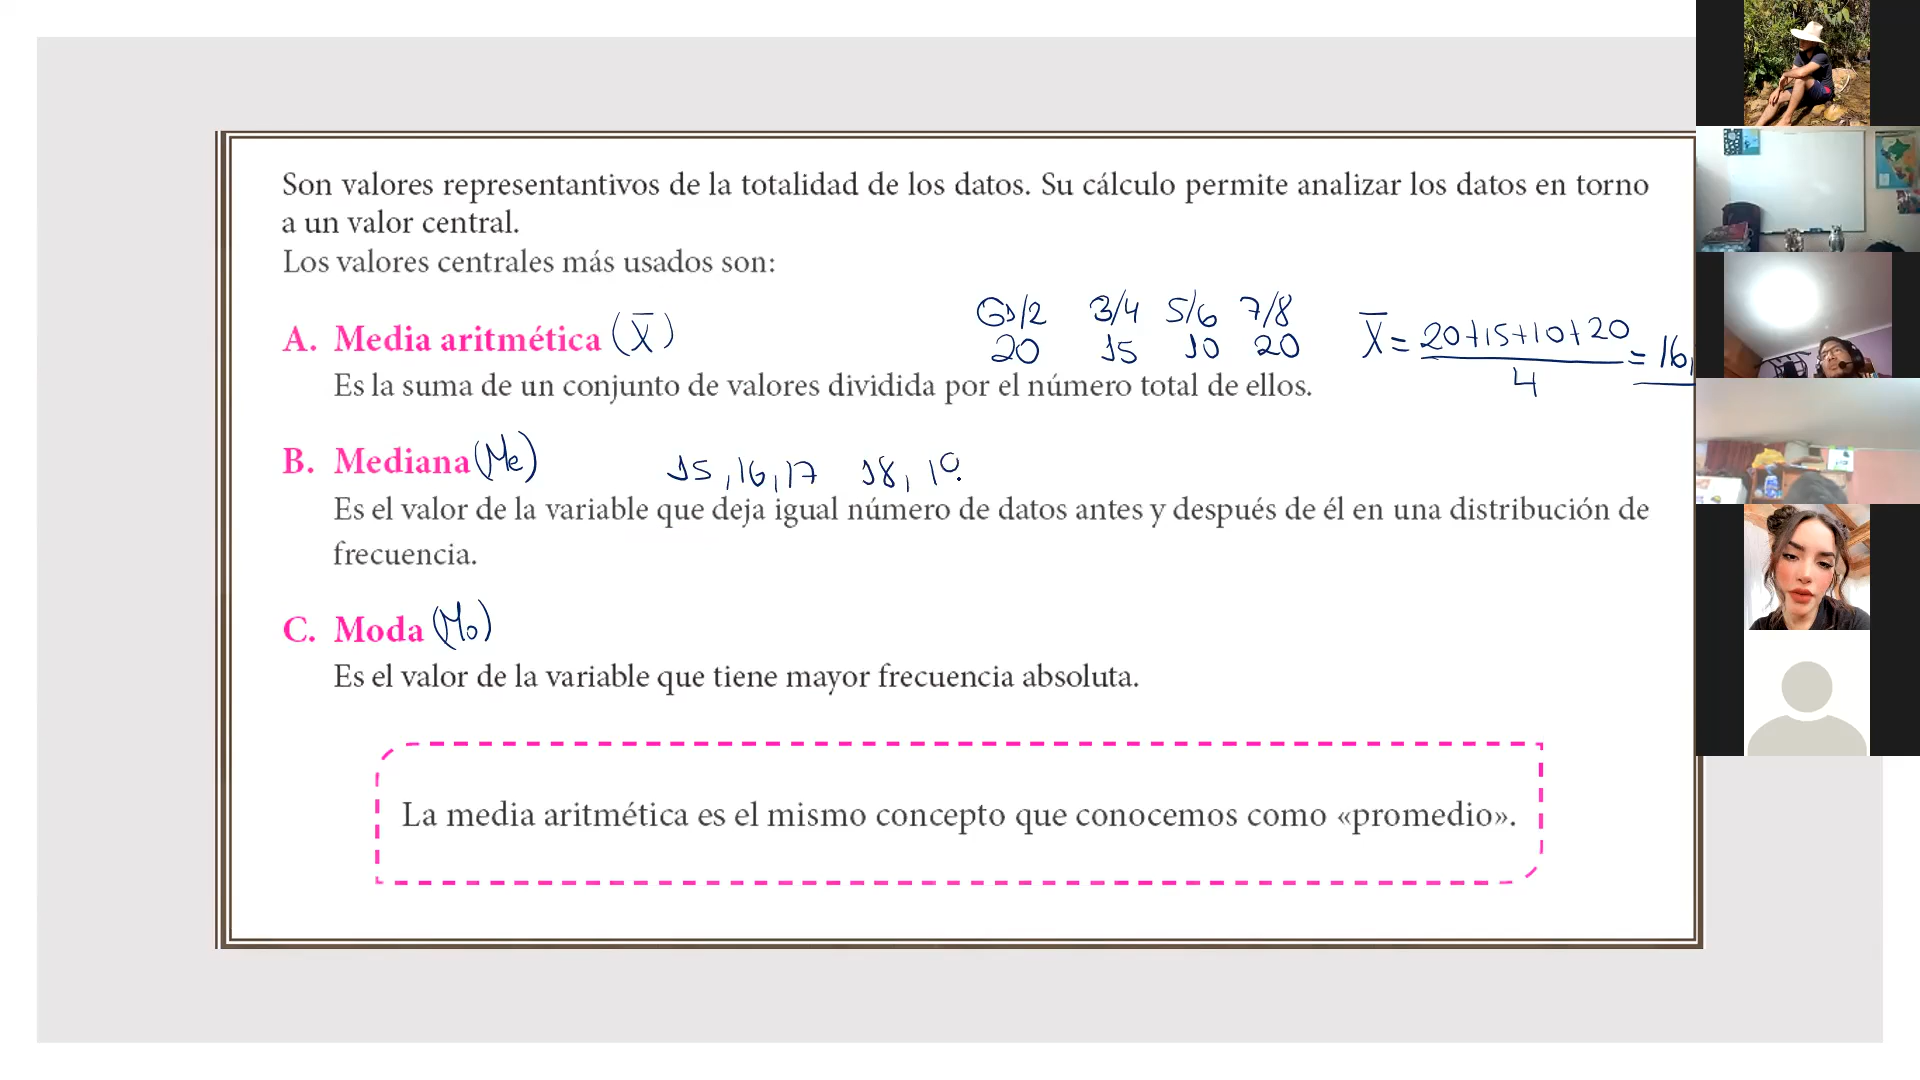 Son valores representantivos de la totalidad de los datos. Su cálculo permite analizar los datos en torno
a un valor central.
Los valores centrales más usados son:
G1/2 3/4 5/6 7/8
20 15 10 20
X̄ = 20+15+10+20 / 4 = 16,
A. Media aritmética (X̄)
Es la suma de un conjunto de valores dividida por el número total de ellos.
B. Mediana (Me) 15, 16, 17 18, 19
Es el valor de la variable que deja igual número de datos antes y después de él en una distribución de
frecuencia.
C. Moda (Mo)
Es el valor de la variable que tiene mayor frecuencia absoluta.
La media aritmética es el mismo concepto que conocemos como «promedio».